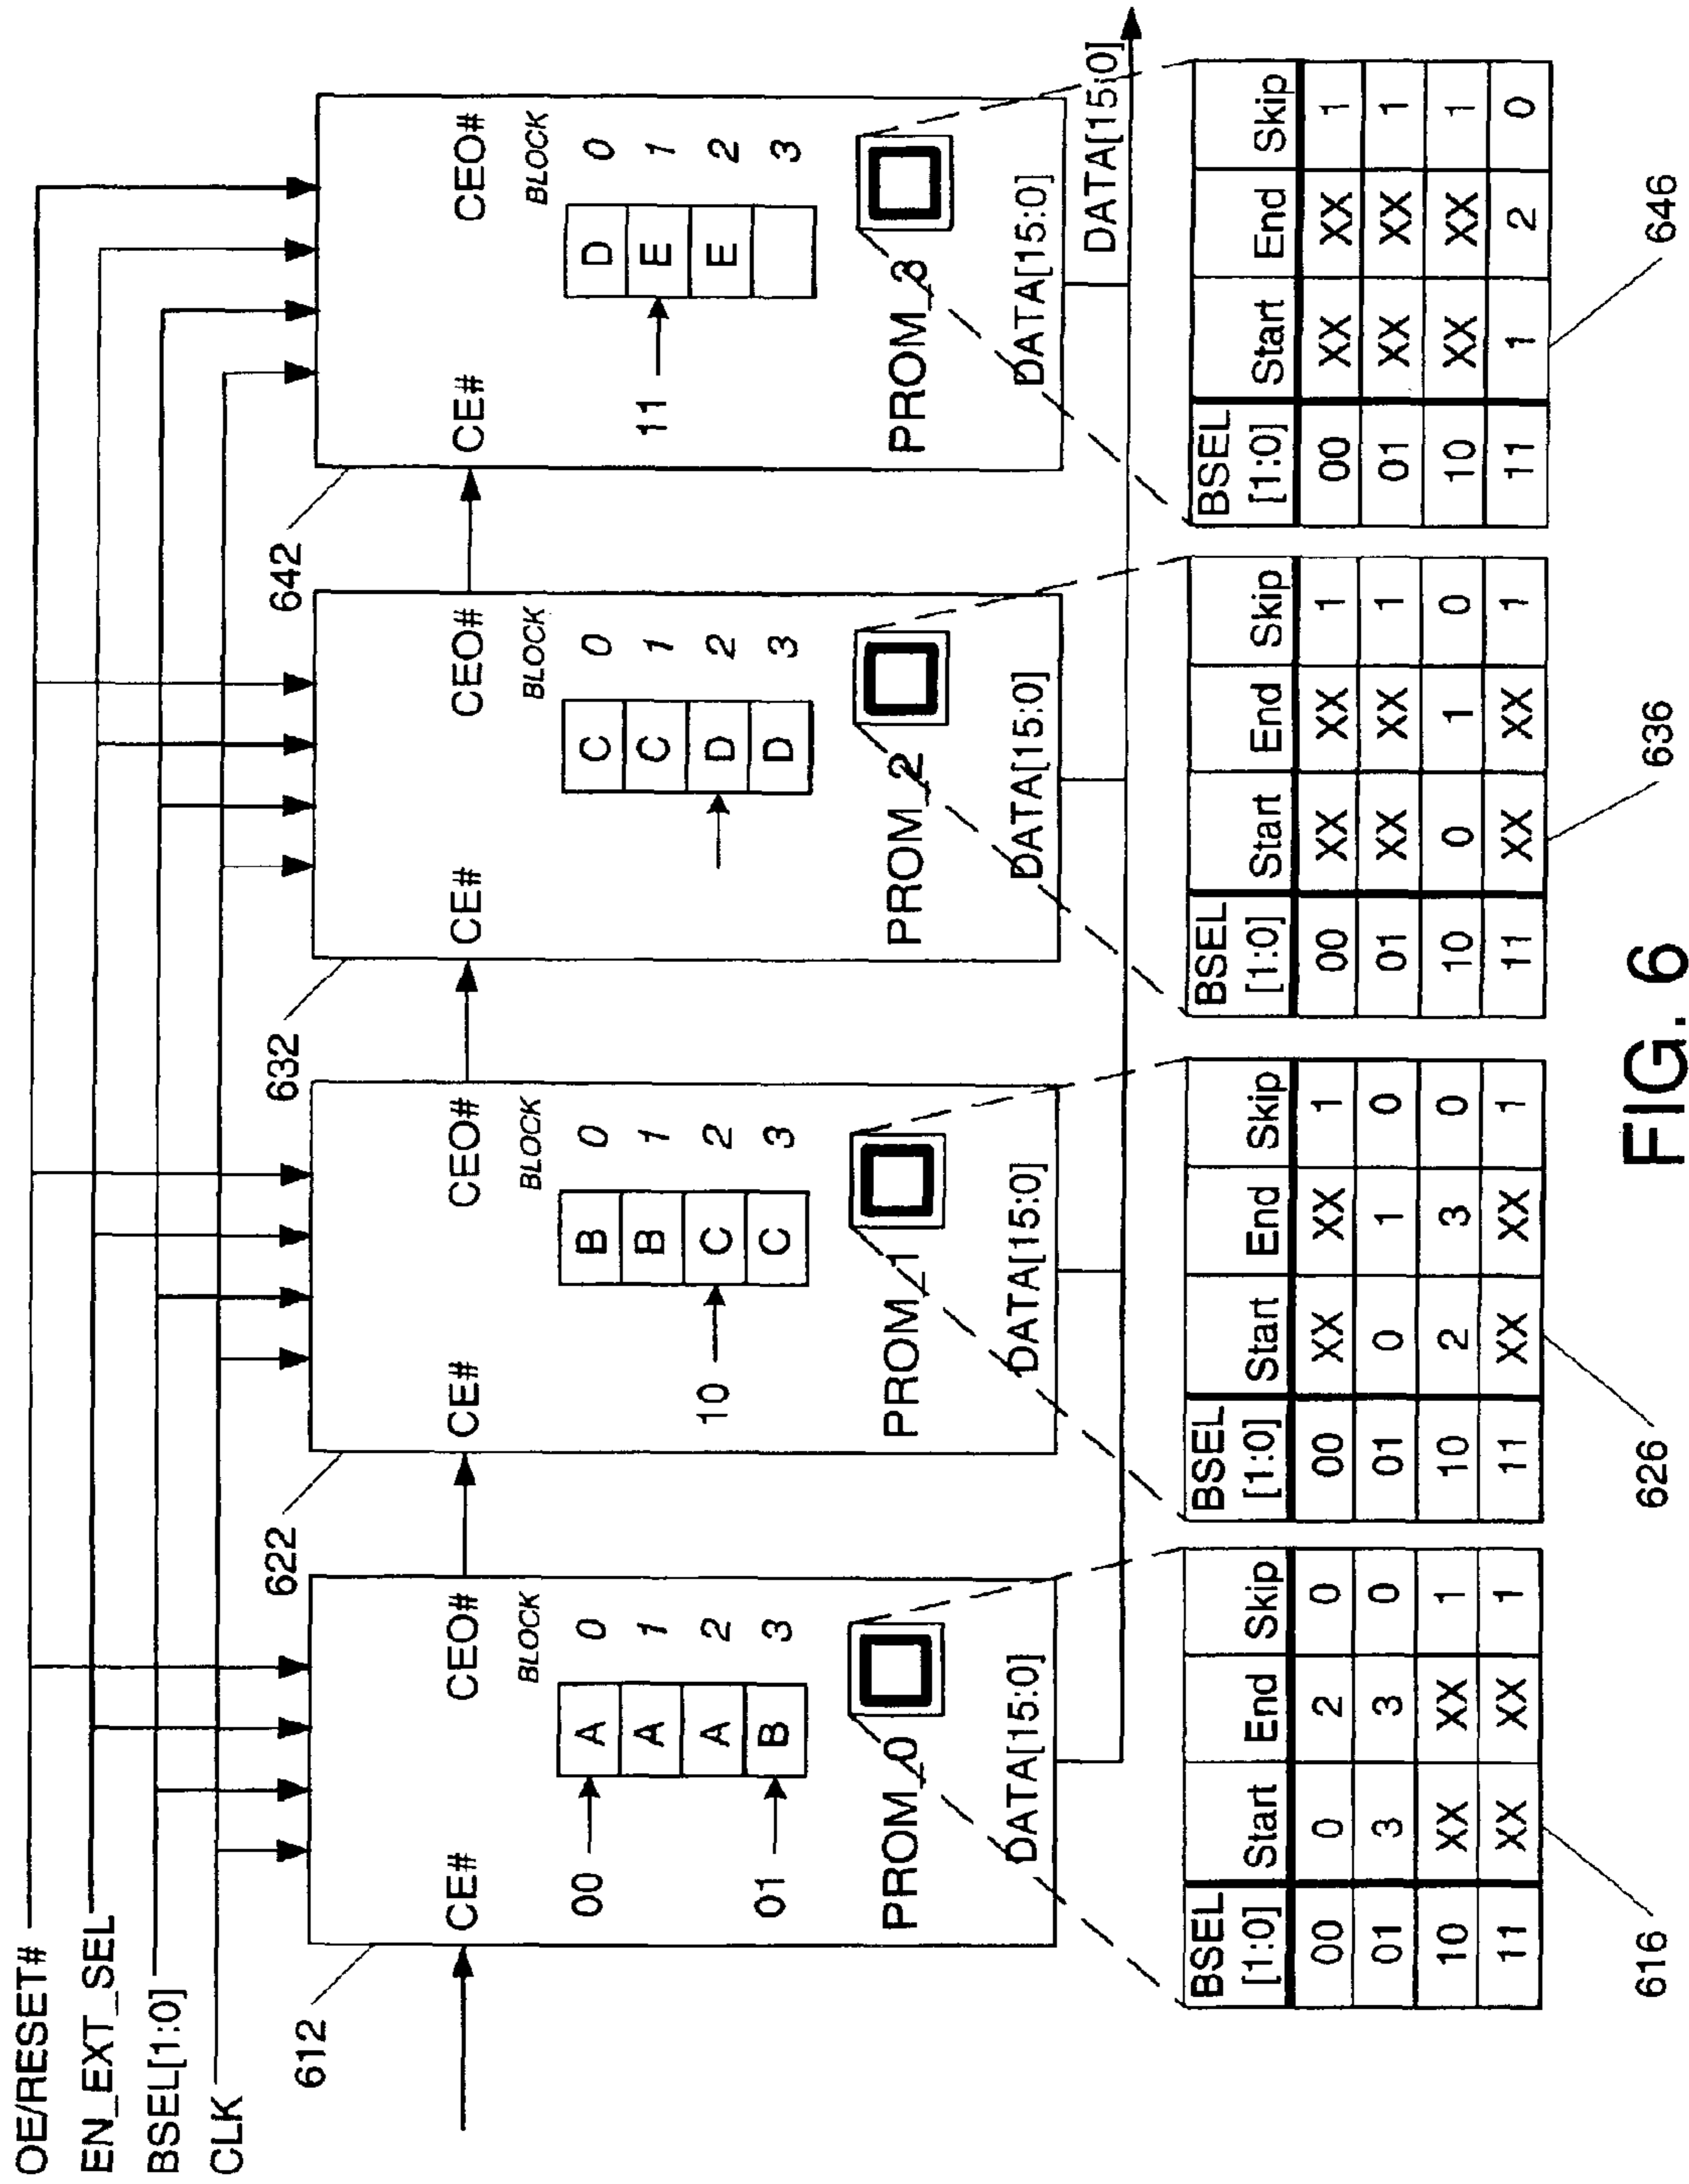 OE/RESET#
EN_EXT_SEL
BSEL[1:0]
CLK
612
CE#
CEO#
BLOCK
00
A
0
A
1
A
2
01
B
3
PROM_0
DATA[15:0]
622
CE#
CEO#
BLOCK
B
0
B
1
10
C
2
C
3
PROM_1
DATA[15:0]
632
CE#
CEO#
BLOCK
C
0
C
1
D
2
D
3
PROM_2
DATA[15:0]
642
CE#
CEO#
BLOCK
D
0
11
E
1
E
2
3
PROM_3
DATA[15:0]
DATA[15:0]
BSEL
[1:0] Start End Skip
00 0 2 0
01 3 3 0
10 XX XX 1
11 XX XX 1
616
BSEL
[1:0] Start End Skip
00 XX XX 1
01 0 1 0
10 2 3 0
11 XX XX 1
626
BSEL
[1:0] Start End Skip
00 XX XX 1
01 XX XX 1
10 0 1 0
11 XX XX 1
636
BSEL
[1:0] Start End Skip
00 XX XX 1
01 XX XX 1
10 XX XX 1
11 1 2 0
646
FIG. 6